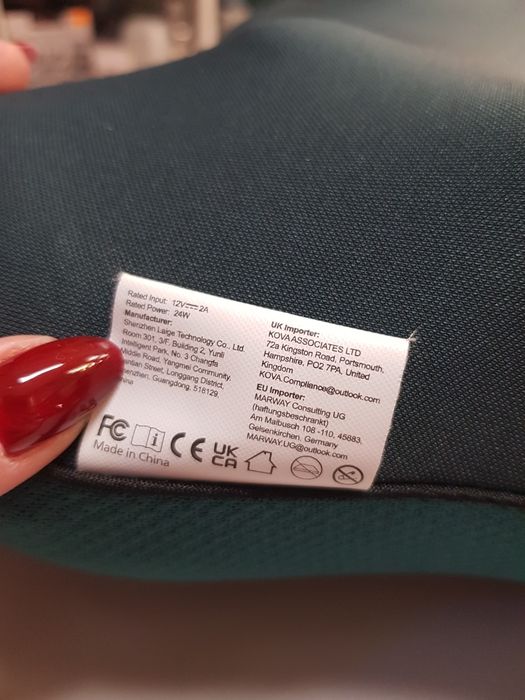 Rated Input: 12V 2A
Rated Power: 24W
Manufacturer:
Shenzhen Laige Technology Co., Ltd.
Room 301, 3/F, Building 2, Yunli
Intelligent Park, No. 3 Changfa
Middle Road, Yangmei Community,
Bantian Street, Longgang District,
Shenzhen, Guangdong, 518129,
China
UK Importer:
KOVA ASSOCIATES LTD
72a Kingston Road, Portsmouth,
Hampshire, PO2 7PA, United
Kingdom
KOVA.Compliance@outlook.com
EU Importer:
MARWAY Consulting UG
(haftungsbeschrankt)
Am Maibusch 108 -110, 45883,
Gelsenkirchen, Germany
MARWAY.UG@outlook.com
FC
CE
UK
CA
Made in China